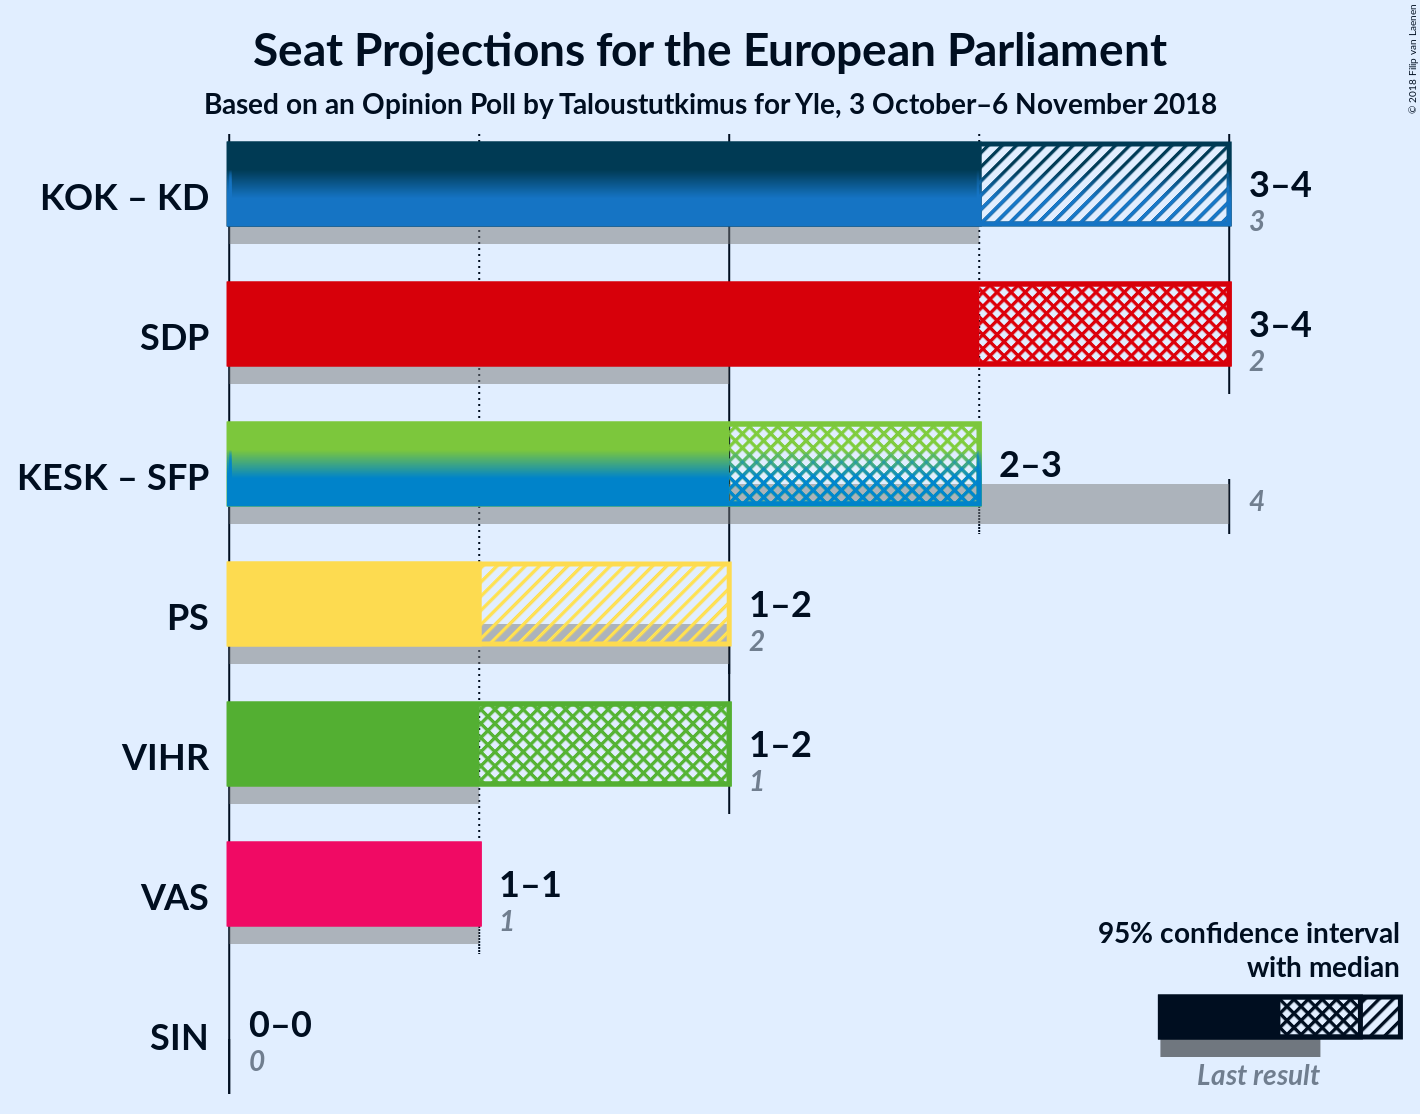 Seat Projections for the European Parliament
Based on an Opinion Poll by Taloustutkimus for Yle, 3 October–6 November 2018
© 2018 Filip van Laenen
KOK – KD
3–4
3
SDP
3–4
2
KESK – SFP
2–3
4
PS
1–2
2
VIHR
1–2
1
VAS
1–1
1
SIN
0–0
0
95% confidence interval
with median
Last result